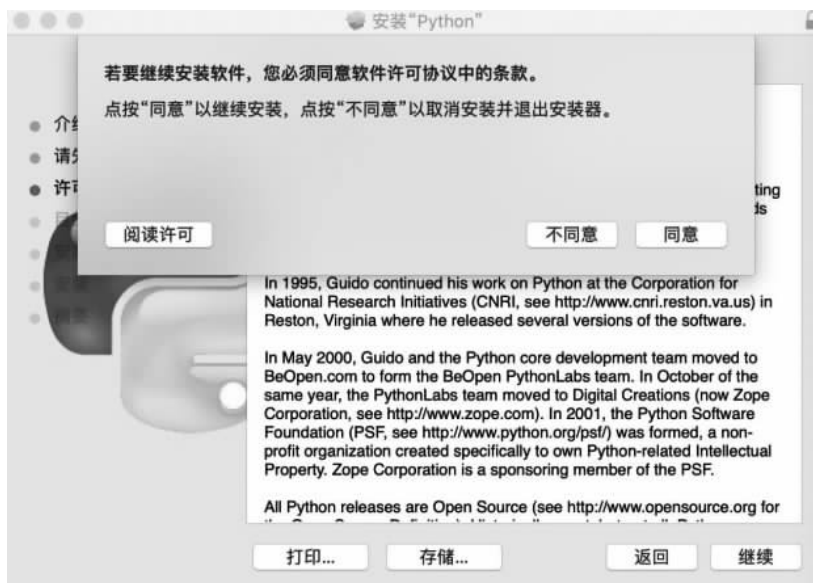 安装“Python”
若要继续安装软件，您必须同意软件许可协议中的条款。
点按“同意”以继续安装，点按“不同意”以取消安装并退出安装器。
介
许
阅读许可
不同意
同意
In 1995, Guido continued his work on Python at the Corporation for
National Research Initiatives (CNRI, see http://www.cnri.reston.va.us) in
Reston, Virginia where he released several versions of the software.
In May 2000, Guido and the Python core development team moved to
BeOpen.com to form the BeOpen PythonLabs team. In October of the
same year, the PythonLabs team moved to Digital Creations (now Zope
Corporation, see http://www.zope.com). In 2001, the Python Software
Foundation (PSF, see http://www.python.org/psf/) was formed, a non-
profit organization created specifically to own Python-related Intellectual
Property. Zope Corporation is a sponsoring member of the PSF.
All Python releases are Open Source (see http://www.opensource.org for
打印...
存储...
返回
继续